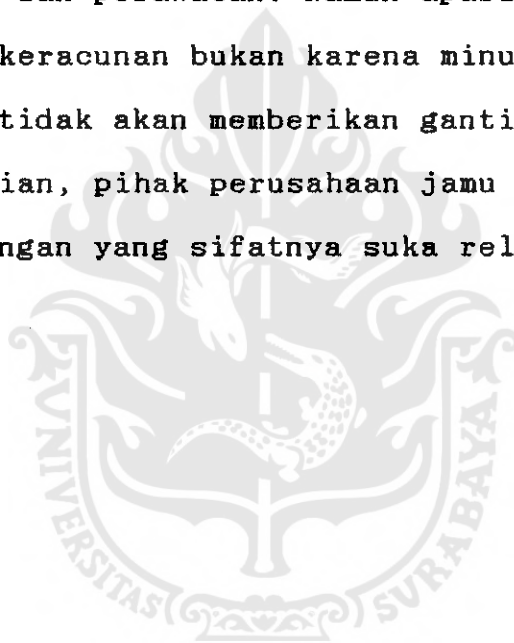 keracunan bukan karena minu
tidak akan memberikan ganti
ian, pihak perusahaan jamu
ngan yang sifatnya suka rel
UNIVERSITAS SURABAYA